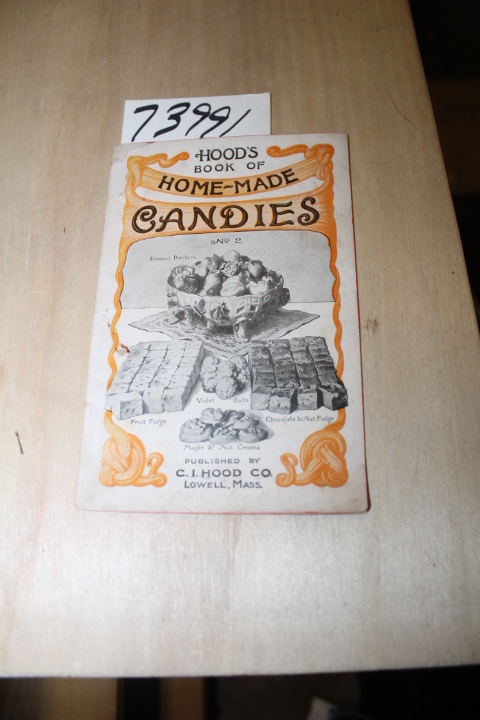 73991
HOOD'S
BOOK OF
HOME-MADE
CANDIES
No 2
Fondant Baskets
Fruit Fudge
Violet Balls
Chocolate & Nut Fudge
Maple & Nut Creams
PUBLISHED BY
C.I. HOOD CO.
LOWELL, MASS.